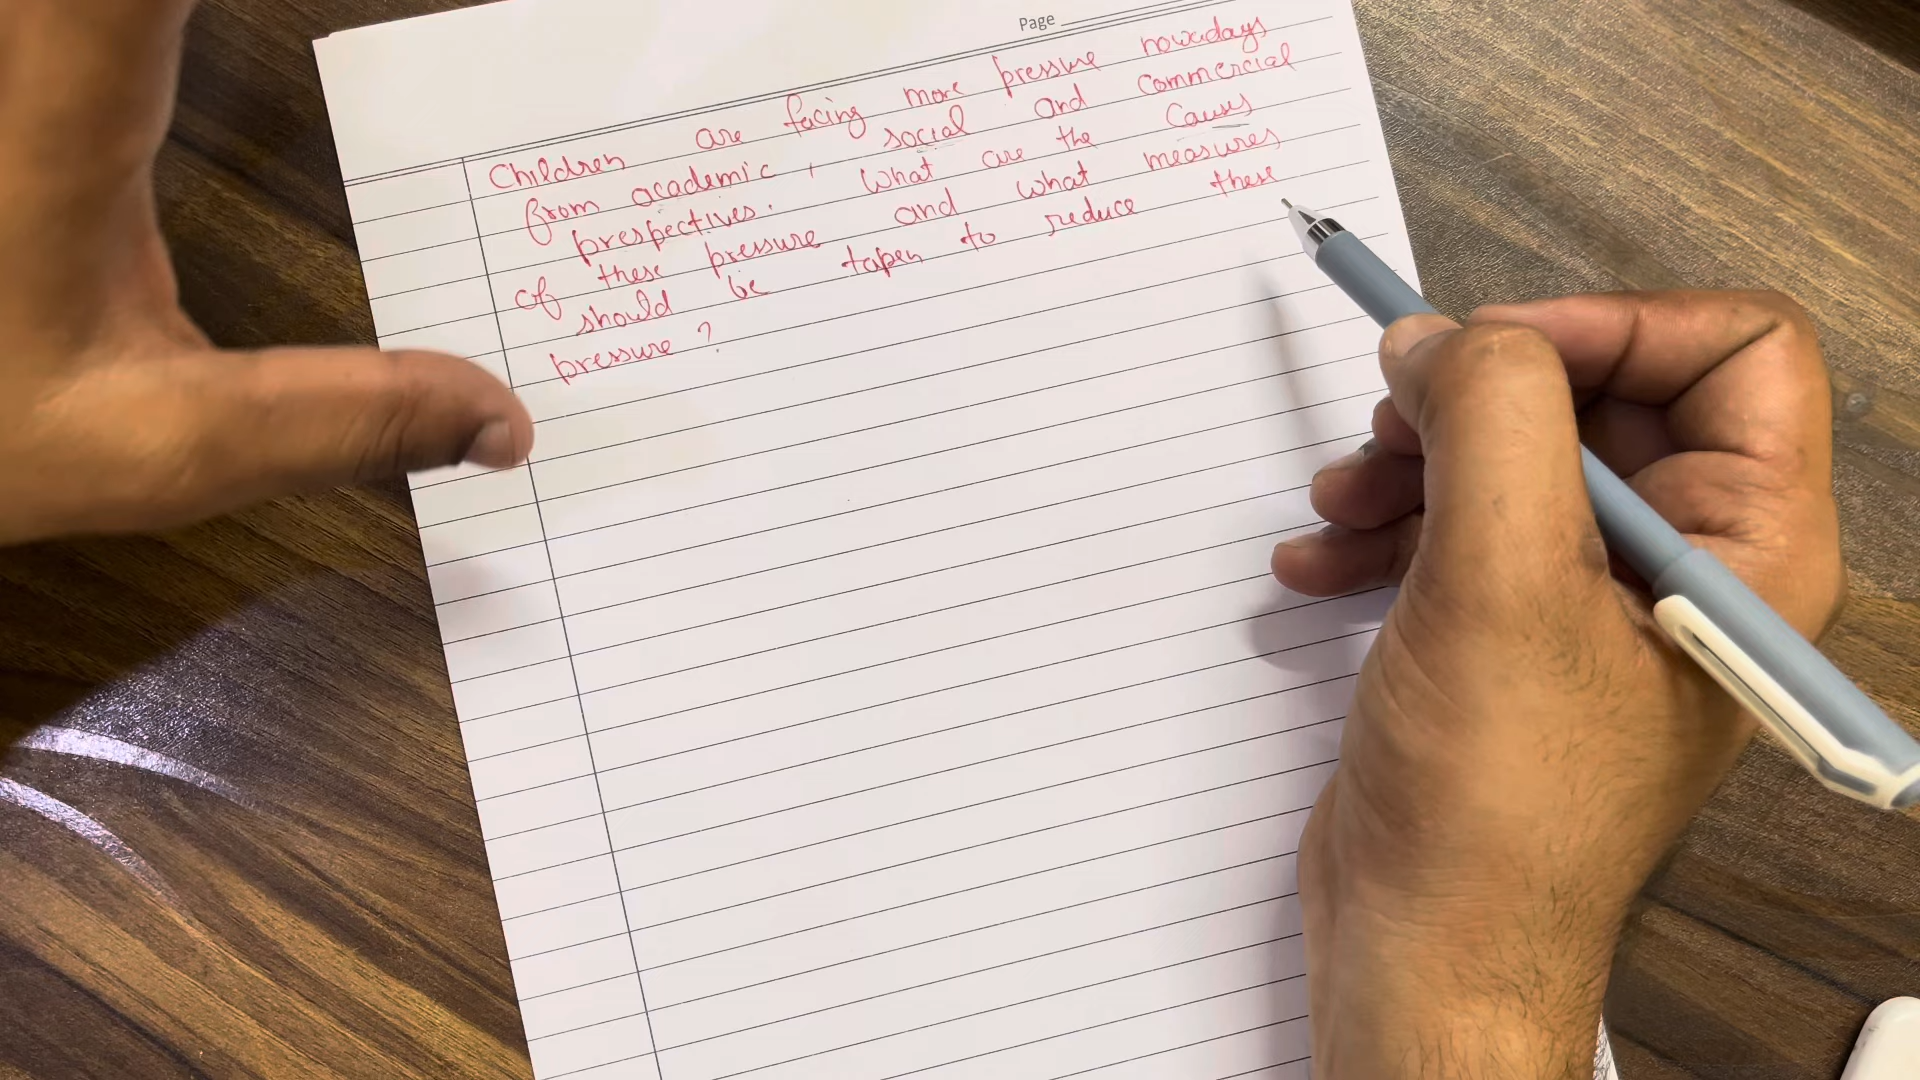 Page
Children are facing more pressure nowadays
from academic, social and commercial
prespectives. What are the causes
of these pressure and what measures
should be tapen to reduce these
pressure ?